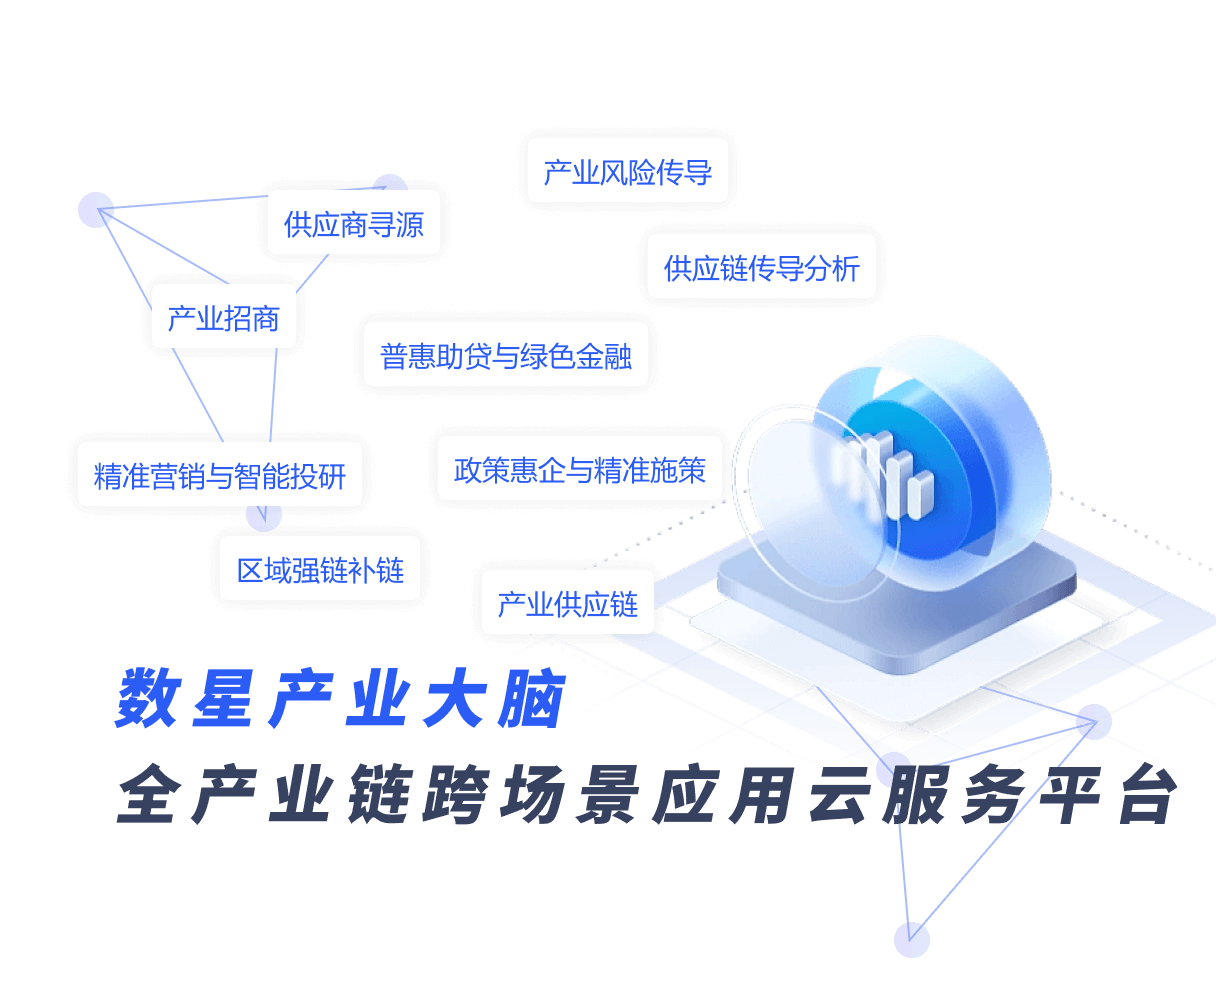 产业风险传导
供应商寻源
供应链传导分析
产业招商
普惠助贷与绿色金融
精准营销与智能投研
政策惠企与精准施策
区域强链补链
产业供应链
数星产业大脑
全产业链跨场景应用云服务平台